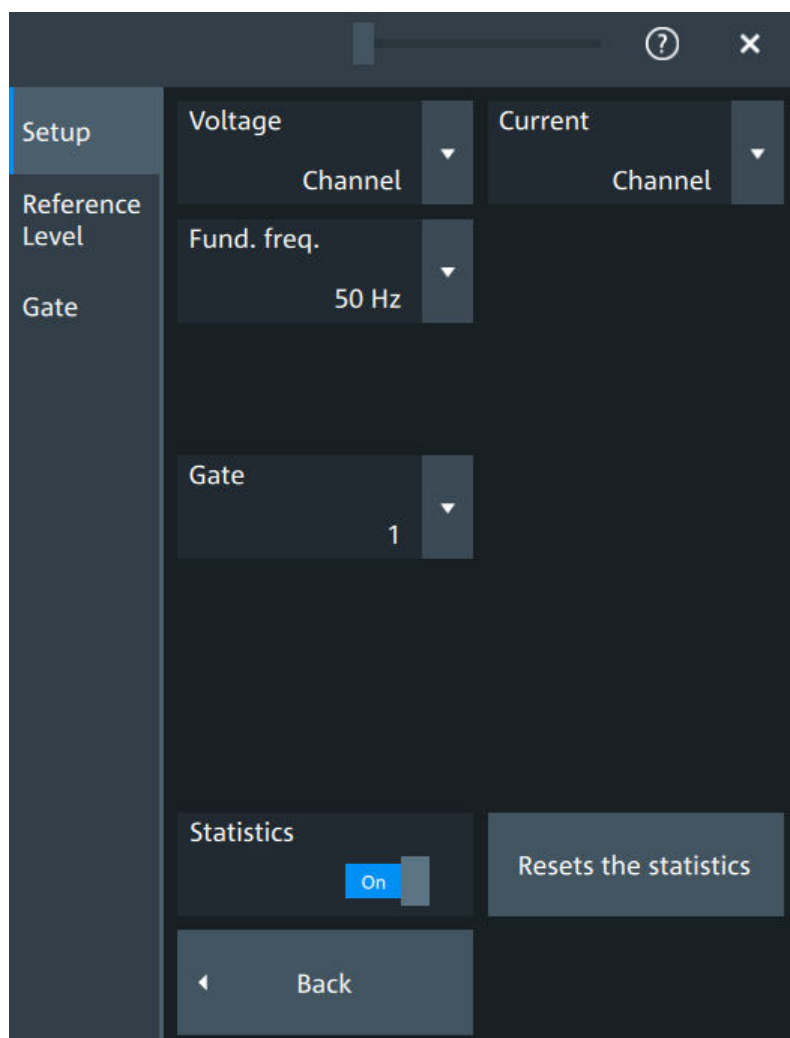 ?
Setup
Reference
Level
Gate
Voltage
Channel
Current
Channel
Fund. freq.
50 Hz
Gate
1
Statistics
On
Resets the statistics
Back